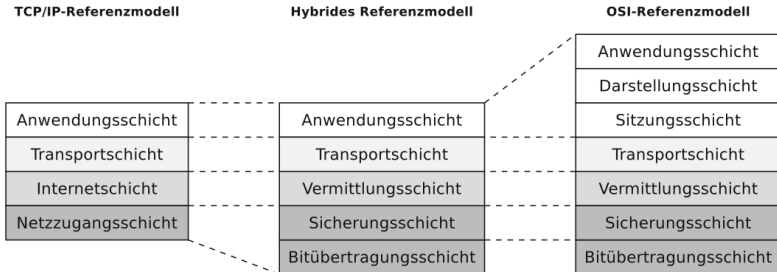 TCP/IP-Referenzmodell
Anwendungsschicht
Transportschicht
Internetschicht
Netzzugangsschicht
Hybrides Referenzmodell
Anwendungsschicht
Transportschicht
Vermittlungsschicht
Sicherungsschicht
Bitübertragungsschicht
OSI-Referenzmodell
Anwendungsschicht
Darstellungsschicht
Sitzungsschicht
Transportschicht
Vermittlungsschicht
Sicherungsschicht
Bitübertragungsschicht